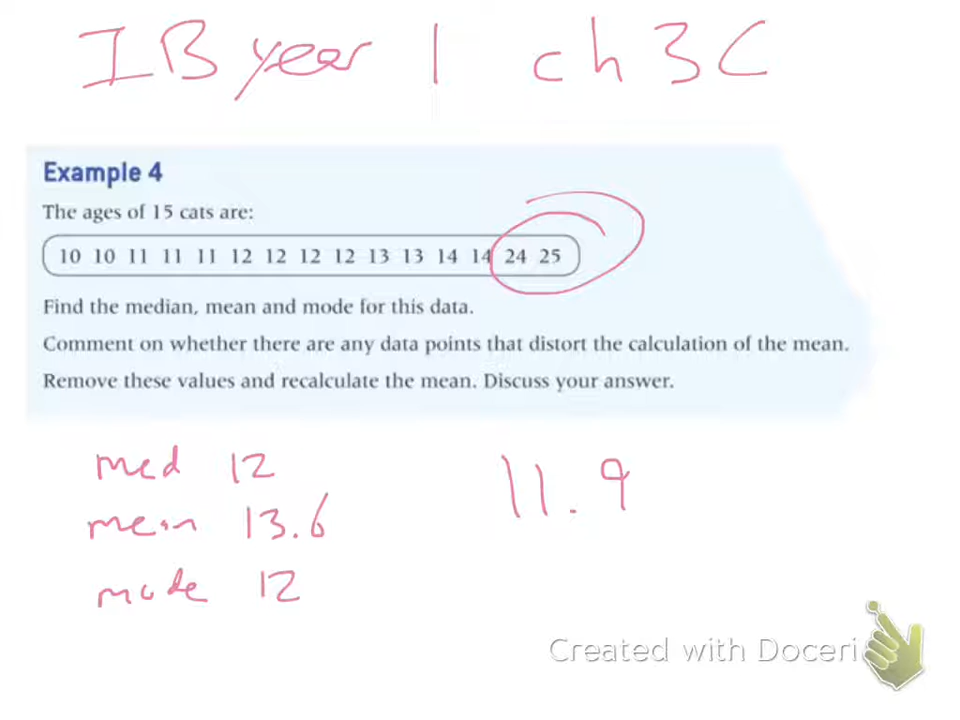 IB year 1 ch 3C
Example 4
The ages of 15 cats are:
10 10 11 11 11 12 12 12 12 13 13 14 14 24 25
Find the median, mean and mode for this data.
Comment on whether there are any data points that distort the calculation of the mean.
Remove these values and recalculate the mean. Discuss your answer.
med 12
11.9
mean 13.6
mode 12
Created with Doceri